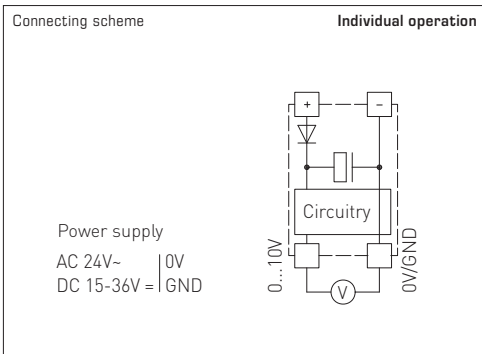 Connecting scheme
Individual operation
+
−
Circuitry
Power supply
AC 24V~ 0V
DC 15-36V = GND
0...10V
V
0V/GND